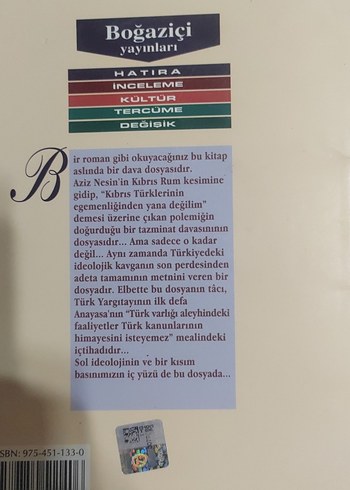 Boğaziçi
yayınları
HATIRA
İNCELEME
KÜLTÜR
TERCÜME
DEĞİŞİK
Bir roman gibi okuyacağınız bu kitap
aslında bir dava dosyasıdır.
Aziz Nesin'in Kıbrıs Rum kesimine
gidip, "Kıbrıs Türklerinin
egemenliğinden yana değilim"
demesi üzerine çıkan polemiğin
doğurduğu bir tazminat davasının
dosyasıdır... Ama sadece o kadar
değil... Aynı zamanda Türkiyedeki
ideolojik kavganın son perdesinden
adeta tamamının metnini veren bir
dosyadır. Elbette bu dosyanın tâcı,
Türk Yargıtayının ilk defa
Anayasa'nın "Türk varlığı aleyhindeki
faaliyetler Türk kanunlarının
himayesini isteyemez" mealindeki
içtihadıdır...
Sol ideolojinin ve bir kısım
basınımızın iç yüzü de bu dosyada...
ISBN: 975-451-133-0